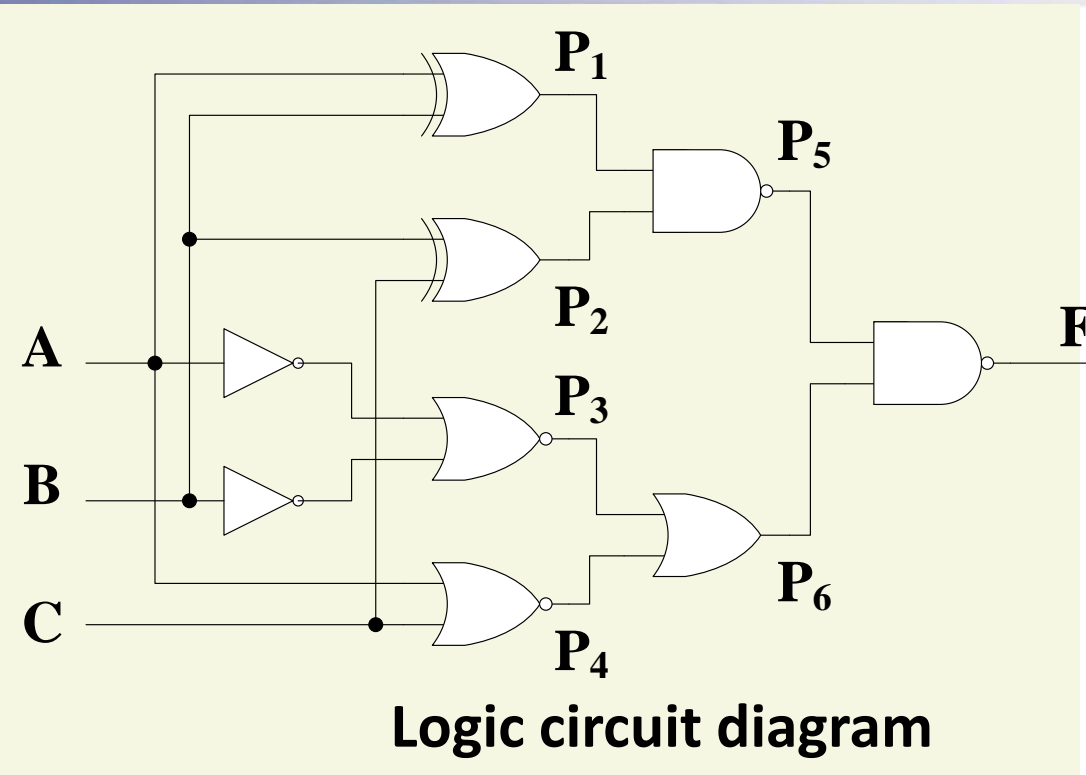 P₁
P₅
P₂
A
F
P₃
B
P₆
C
P₄
Logic circuit diagram